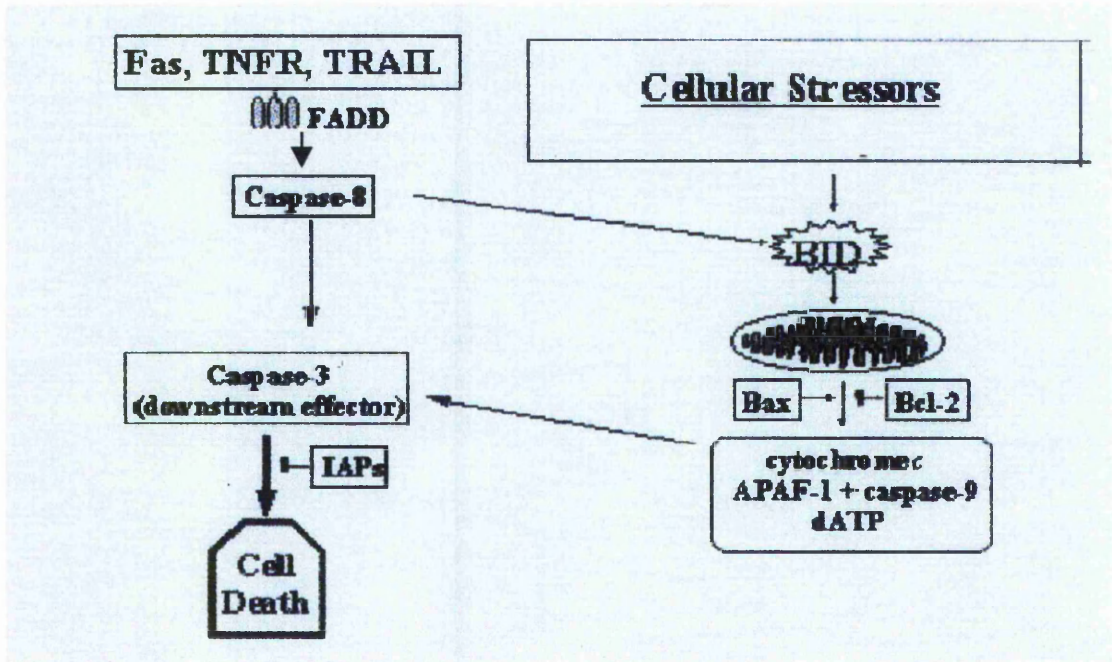 Fas, TNFR, TRAIL
FADD
Caspase-8
Caspase-3
(downstream effector)
IAPs
Cell
Death
Cellular Stressors
BID
Bax
Bcl-2
cytochrome c
APAF-1 + caspase-9
dATP